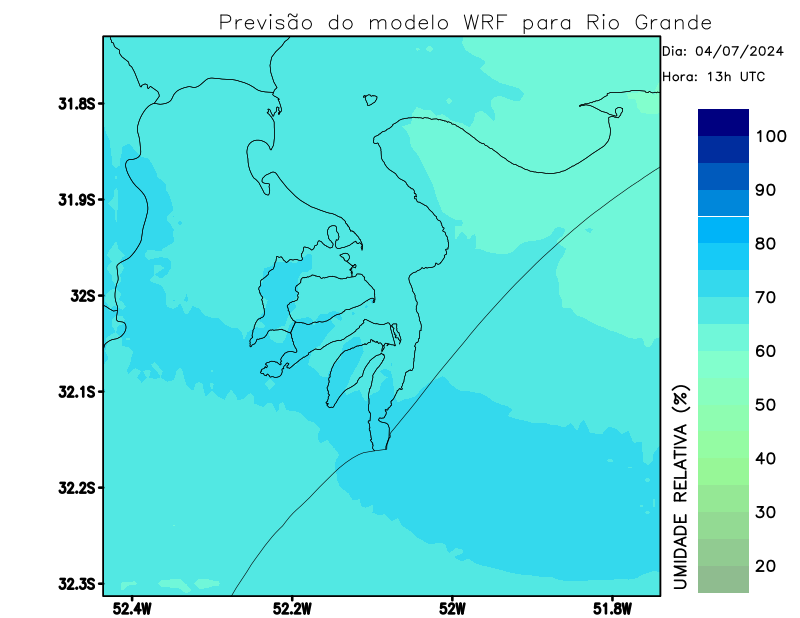 Previsão do modelo WRF para Rio Grande
Dia: 04/07/2024
Hora: 13h UTC
31.8S
31.9S
32S
32.1S
32.2S
32.3S
52.4W
52.2W
52W
51.8W
100
90
80
70
60
50
40
30
20
UMIDADE RELATIVA (%)